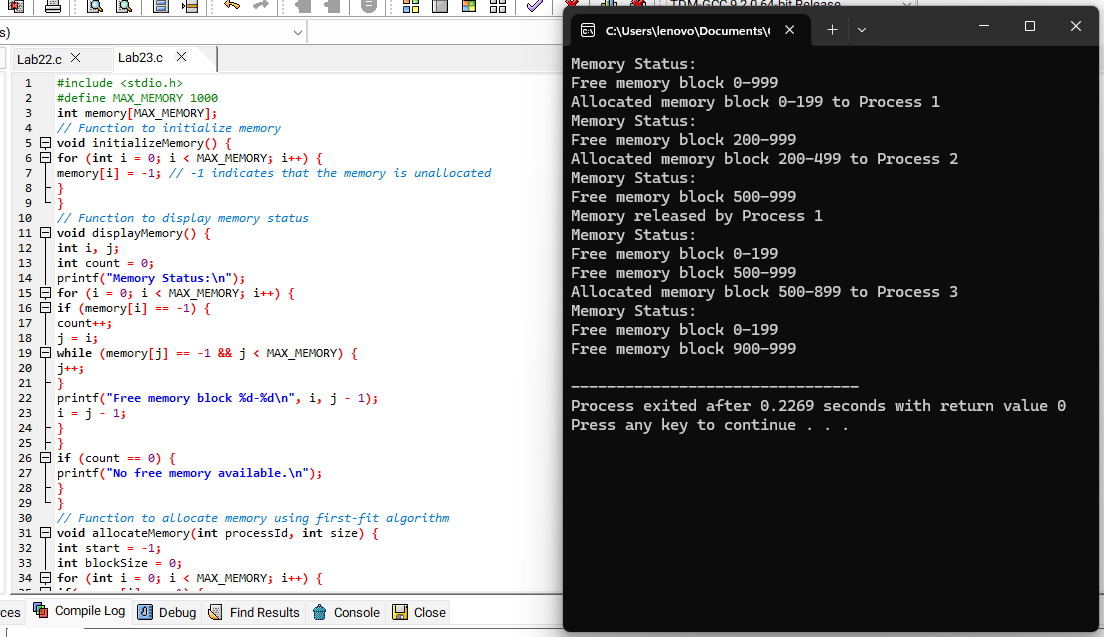 TDM-GCC 9.2.0 64-bit Release
s)
Lab22.c
Lab23.c
1 #include <stdio.h>
2 #define MAX_MEMORY 1000
3 int memory[MAX_MEMORY];
4 // Function to initialize memory
5 void initializeMemory() {
6 for (int i = 0; i < MAX_MEMORY; i++) {
7 memory[i] = -1; // -1 indicates that the memory is unallocated
8 }
9 }
10 // Function to display memory status
11 void displayMemory() {
12 int i, j;
13 int count = 0;
14 printf("Memory Status:\n");
15 for (i = 0; i < MAX_MEMORY; i++) {
16 if (memory[i] == -1) {
17 count++;
18 j = i;
19 while (memory[j] == -1 && j < MAX_MEMORY) {
20 j++;
21 }
22 printf("Free memory block %d-%d\n", i, j - 1);
23 i = j - 1;
24 }
25 }
26 if (count == 0) {
27 printf("No free memory available.\n");
28 }
29 }
30 // Function to allocate memory using first-fit algorithm
31 void allocateMemory(int processId, int size) {
32 int start = -1;
33 int blockSize = 0;
34 for (int i = 0; i < MAX_MEMORY; i++) {
ces
Compile Log
Debug
Find Results
Console
Close
C:\Users\lenovo\Documents\
Memory Status:
Free memory block 0-999
Allocated memory block 0-199 to Process 1
Memory Status:
Free memory block 200-999
Allocated memory block 200-499 to Process 2
Memory Status:
Free memory block 500-999
Memory released by Process 1
Memory Status:
Free memory block 0-199
Free memory block 500-999
Allocated memory block 500-899 to Process 3
Memory Status:
Free memory block 0-199
Free memory block 900-999
--------------------------------
Process exited after 0.2269 seconds with return value 0
Press any key to continue . . .